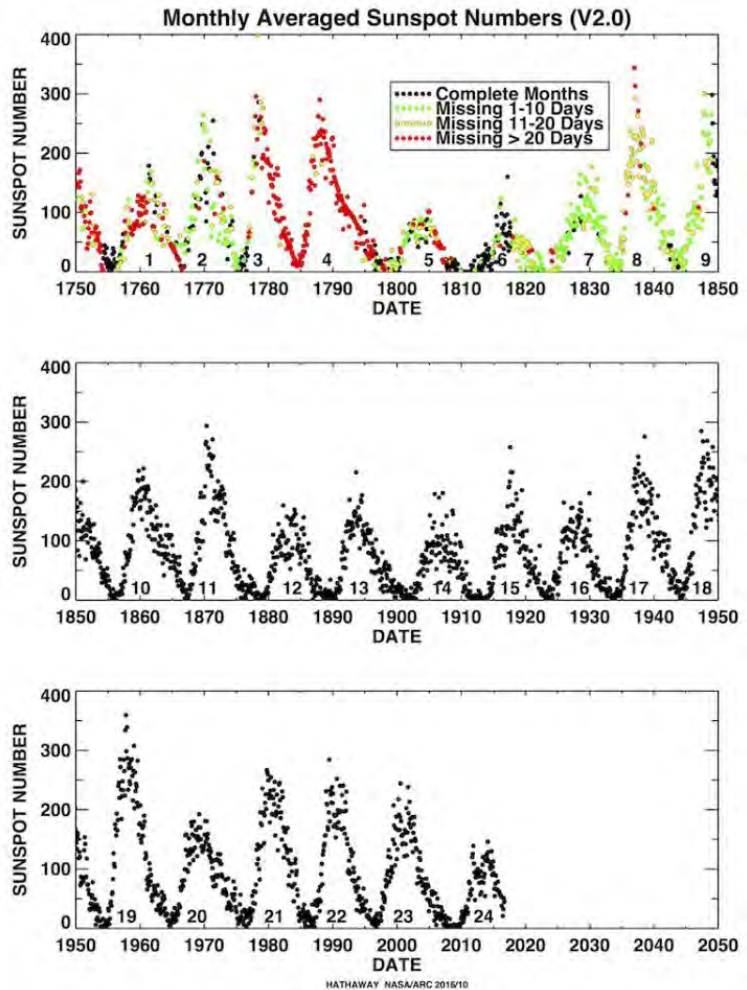 Monthly Averaged Sunspot Numbers (V2.0)
400
300
200
100
0
SUNSPOT NUMBER
Complete Months
Missing 1-10 Days
Missing 11-20 Days
Missing > 20 Days
1 2 3 4 5 6 7 8 9
1750 1760 1770 1780 1790 1800 1810 1820 1830 1840 1850
DATE
400
300
200
100
0
SUNSPOT NUMBER
10 11 12 13 14 15 16 17 18
1850 1860 1870 1880 1890 1900 1910 1920 1930 1940 1950
DATE
400
300
200
100
0
SUNSPOT NUMBER
19 20 21 22 23 24
1950 1960 1970 1980 1990 2000 2010 2020 2030 2040 2050
DATE
HATHAWAY NASA/ARC 2016/10